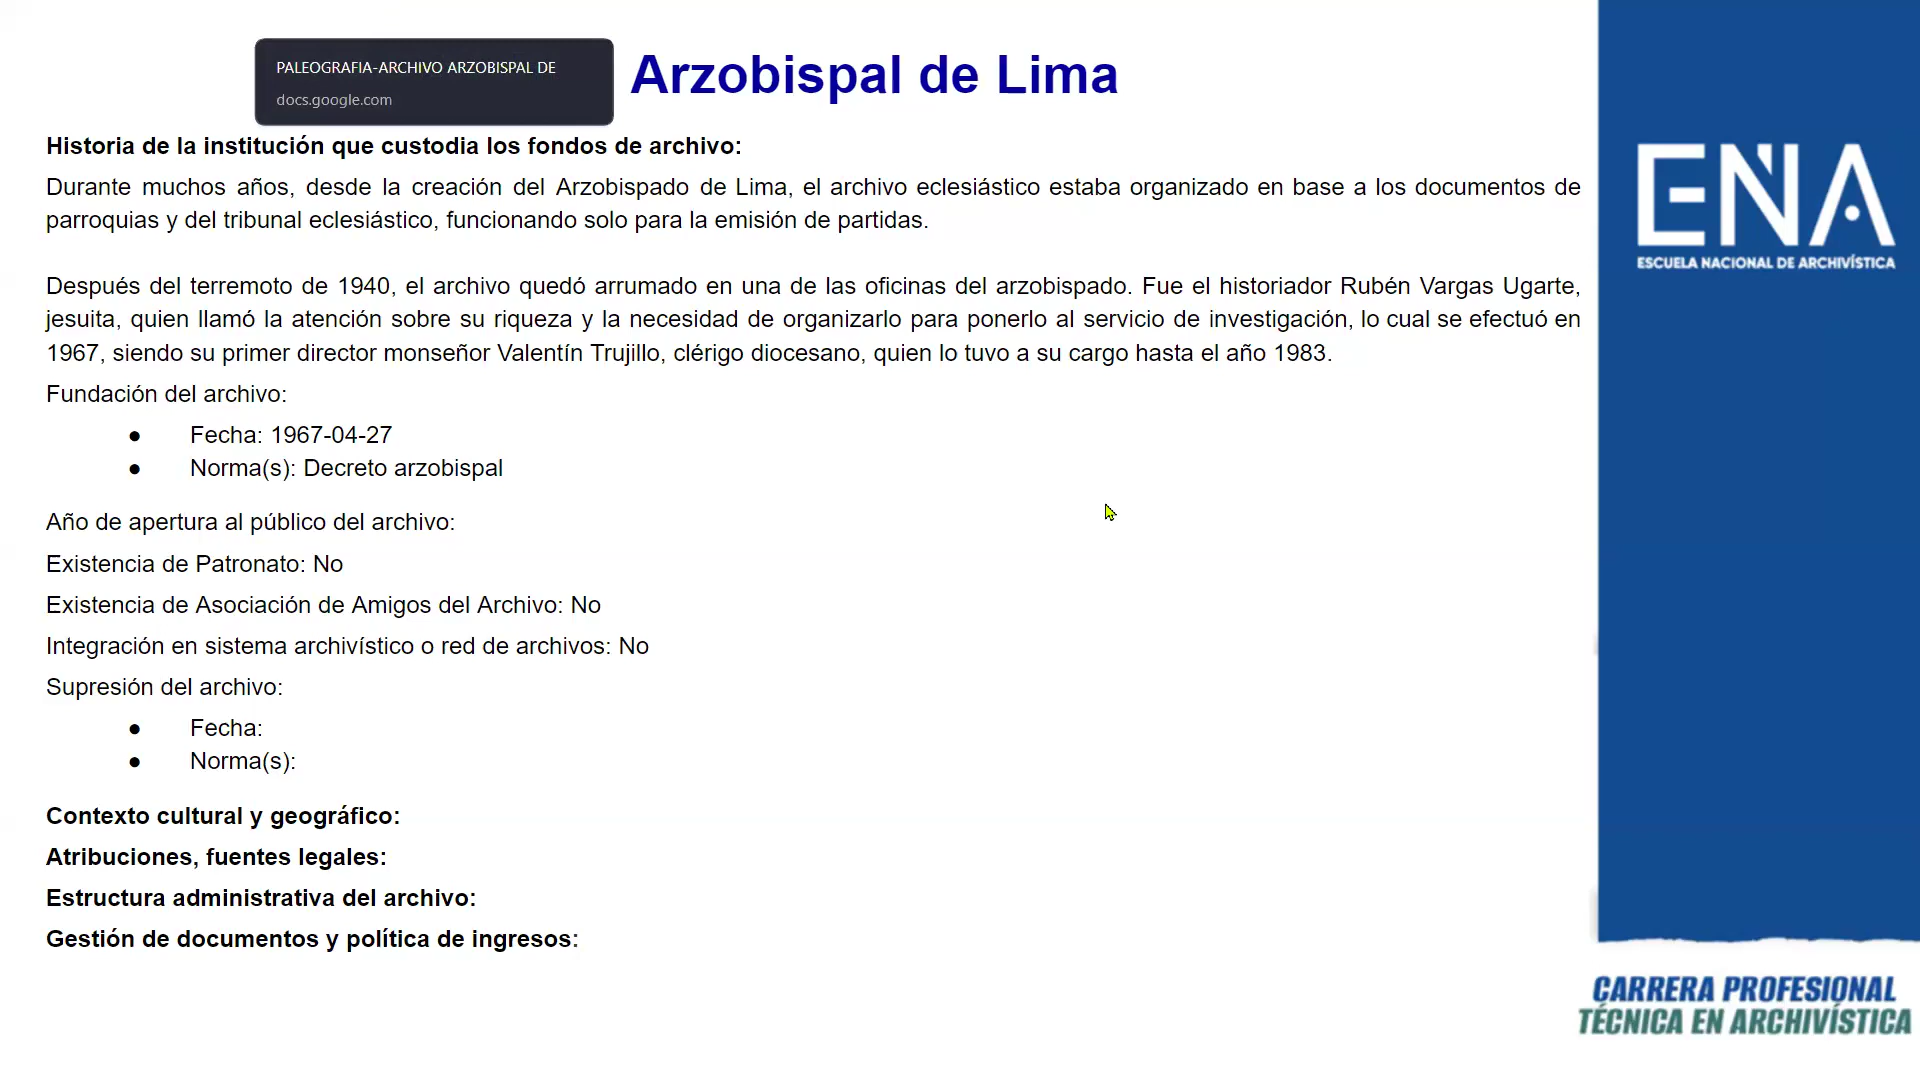 PALEOGRAFIA-ARCHIVO ARZOBISPAL DE
docs.google.com
Arzobispal de Lima
Historia de la institución que custodia los fondos de archivo:
Durante muchos años, desde la creación del Arzobispado de Lima, el archivo eclesiástico estaba organizado en base a los documentos de
parroquias y del tribunal eclesiástico, funcionando solo para la emisión de partidas.
Después del terremoto de 1940, el archivo quedó arrumado en una de las oficinas del arzobispado. Fue el historiador Rubén Vargas Ugarte,
jesuita, quien llamó la atención sobre su riqueza y la necesidad de organizarlo para ponerlo al servicio de investigación, lo cual se efectuó en
1967, siendo su primer director monseñor Valentín Trujillo, clérigo diocesano, quien lo tuvo a su cargo hasta el año 1983.
Fundación del archivo:
● Fecha: 1967-04-27
● Norma(s): Decreto arzobispal
Año de apertura al público del archivo:
Existencia de Patronato: No
Existencia de Asociación de Amigos del Archivo: No
Integración en sistema archivístico o red de archivos: No
Supresión del archivo:
● Fecha:
● Norma(s):
Contexto cultural y geográfico:
Atribuciones, fuentes legales:
Estructura administrativa del archivo:
Gestión de documentos y política de ingresos:
ENA
ESCUELA NACIONAL DE ARCHIVÍSTICA
CARRERA PROFESIONAL
TÉCNICA EN ARCHIVÍSTICA